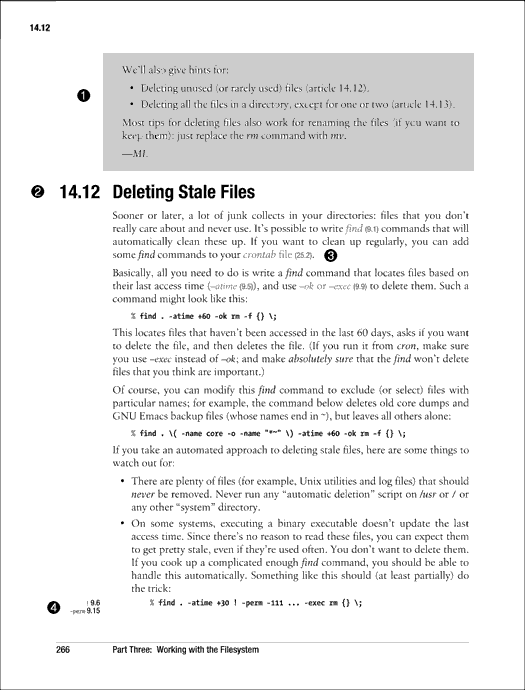 14.12
We'll also give hints for:
• Deleting unused (or rarely used) files (article 14.12).
• Deleting all the files in a directory, except for one or two (article 14.13).
Most tips for deleting files also work for renaming the files (if you want to
keep them): just replace the rm command with mv.
—ML
1
2 14.12 Deleting Stale Files
Sooner or later, a lot of junk collects in your directories: files that you don't
really care about and never use. It's possible to write find (9.1) commands that will
automatically clean these up. If you want to clean up regularly, you can add
some find commands to your crontab file (25.2). 3
Basically, all you need to do is write a find command that locates files based on
their last access time (–atime (9.5)), and use –ok or –exec (9.9) to delete them. Such a
command might look like this:
% find . -atime +60 -ok rm -f {} \;
This locates files that haven't been accessed in the last 60 days, asks if you want
to delete the file, and then deletes the file. (If you run it from cron, make sure
you use –exec instead of –ok; and make absolutely sure that the find won't delete
files that you think are important.)
Of course, you can modify this find command to exclude (or select) files with
particular names; for example, the command below deletes old core dumps and
GNU Emacs backup files (whose names end in ~), but leaves all others alone:
% find . \( -name core -o -name "*~" \) -atime +60 -ok rm -f {} \;
If you take an automated approach to deleting stale files, here are some things to
watch out for:
• There are plenty of files (for example, Unix utilities and log files) that should
never be removed. Never run any “automatic deletion” script on /usr or / or
any other “system” directory.
• On some systems, executing a binary executable doesn't update the last
access time. Since there's no reason to read these files, you can expect them
to get pretty stale, even if they're used often. You don't want to delete them.
If you cook up a complicated enough find command, you should be able to
handle this automatically. Something like this should (at least partially) do
the trick:
4 ! 9.6
-perm 9.15
% find . -atime +30 ! -perm -111 ... -exec rm {} \;
266 Part Three: Working with the Filesystem